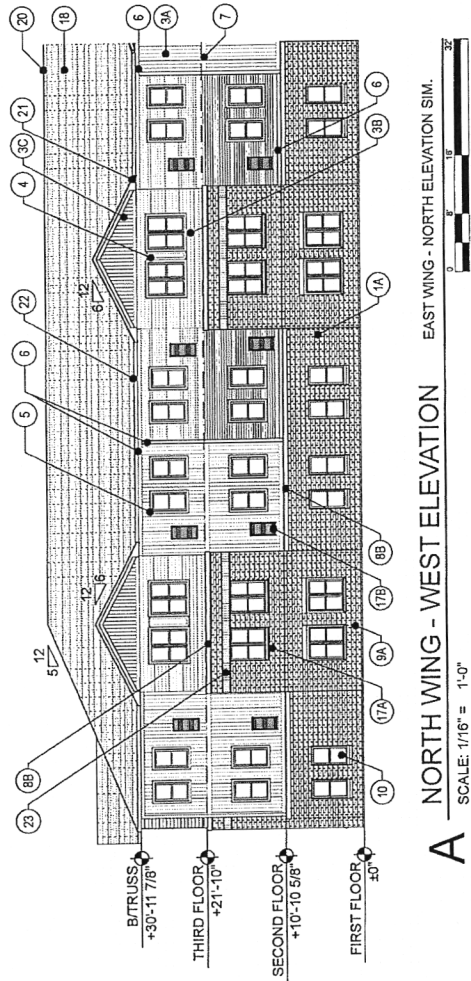 20
18
21
3C
4
22
6
5
6
3A
7
6
3B
12
6
12
6
12
5
B/TRUSS
+30'-11 7/8"
THIRD FLOOR
+21'-10"
SECOND FLOOR
+10'-10 5/8"
FIRST FLOOR
±0"
8B
23
10
17A
9A
17B
8B
1A
A
NORTH WING - WEST ELEVATION
EAST WING - NORTH ELEVATION SIM.
SCALE: 1/16" = 1'-0"
0
8'
16'
32'